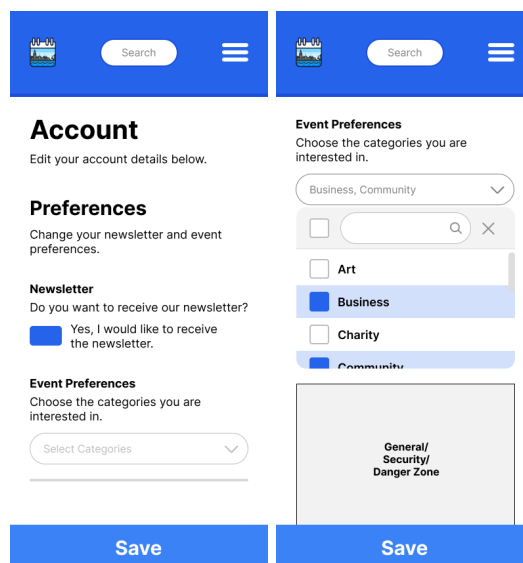 Search
Account
Edit your account details below.
Preferences
Change your newsletter and event
preferences.
Newsletter
Do you want to receive our newsletter?
Yes, I would like to receive
the newsletter.
Event Preferences
Choose the categories you are
interested in.
Select Categories
Save
Search
Event Preferences
Choose the categories you are
interested in.
Business, Community
Art
Business
Charity
Community
General/
Security/
Danger Zone
Save